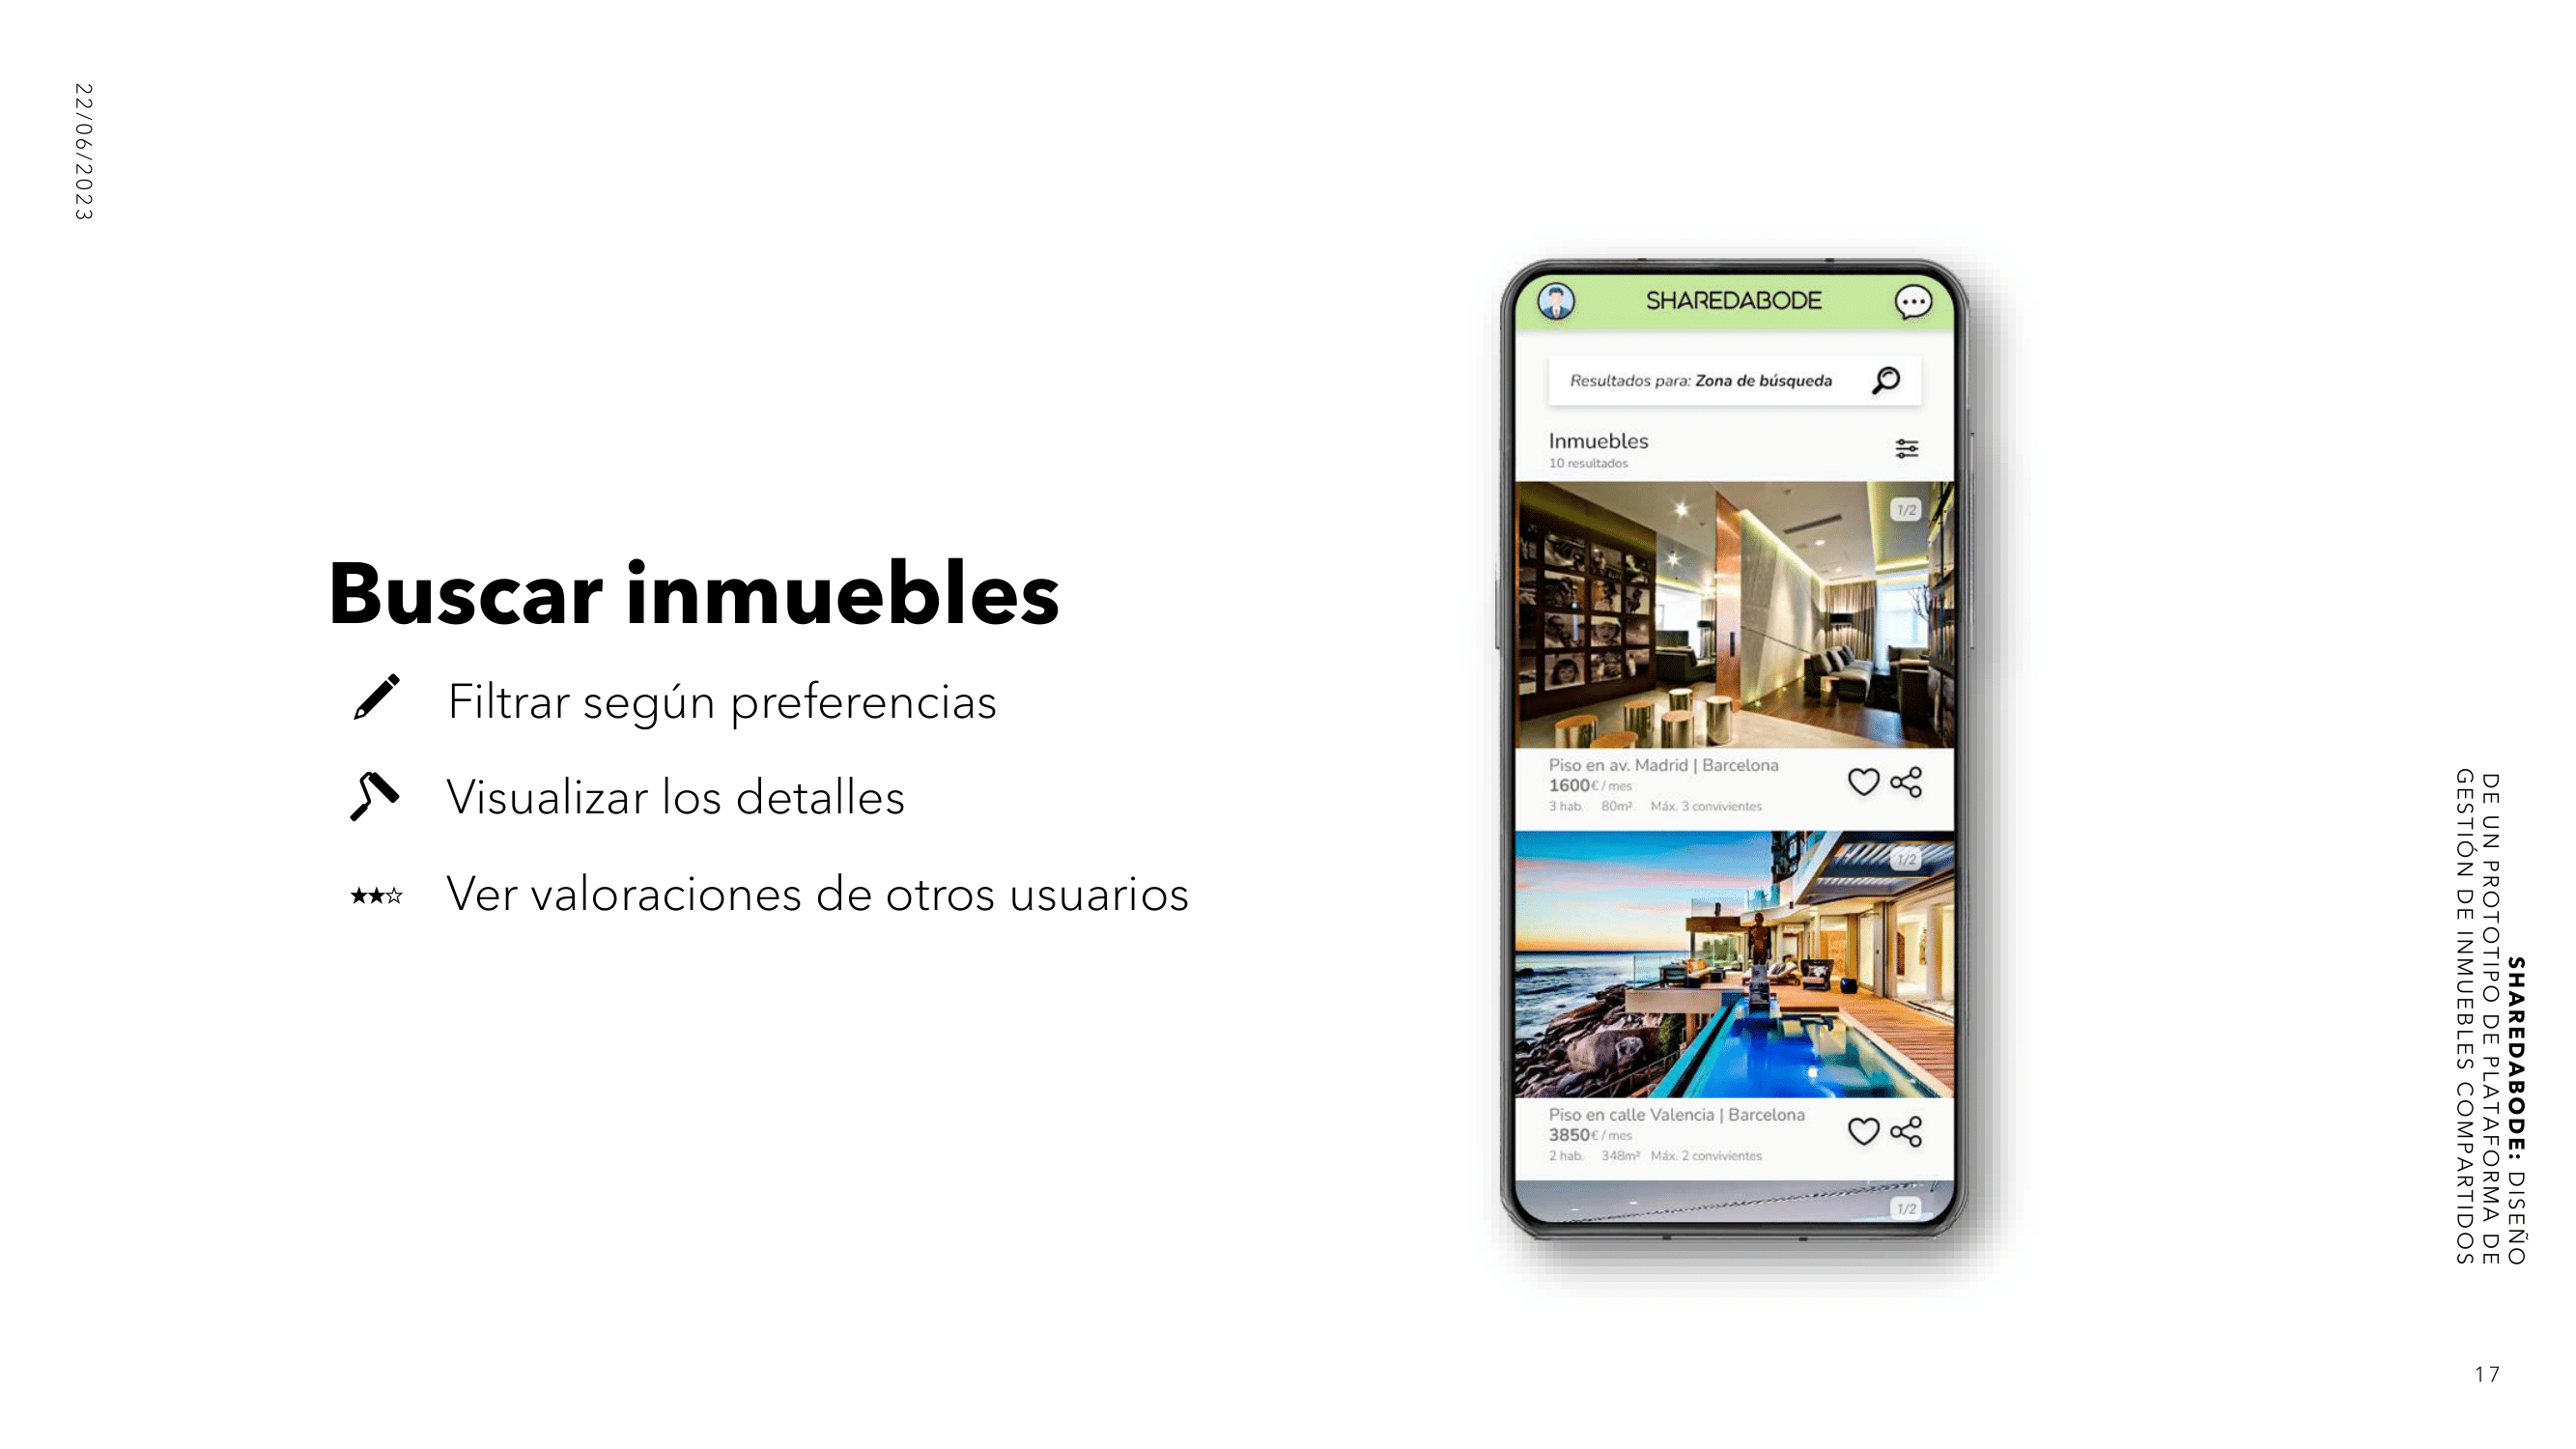 22/06/2023
Buscar inmuebles
Filtrar según preferencias
Visualizar los detalles
Ver valoraciones de otros usuarios
SHAREDABODE
Resultados para: Zona de búsqueda
Inmuebles
10 resultados
1/2
Piso en av. Madrid | Barcelona
1600€ / mes
3 hab. 80m² Máx. 3 convivientes
1/2
Piso en calle Valencia | Barcelona
3850€ / mes
2 hab. 348m² Máx. 2 convivientes
1/2
SHAREDABODE: DISEÑO
DE UN PROTOTIPO DE PLATAFORMA DE
GESTIÓN DE INMUEBLES COMPARTIDOS
17